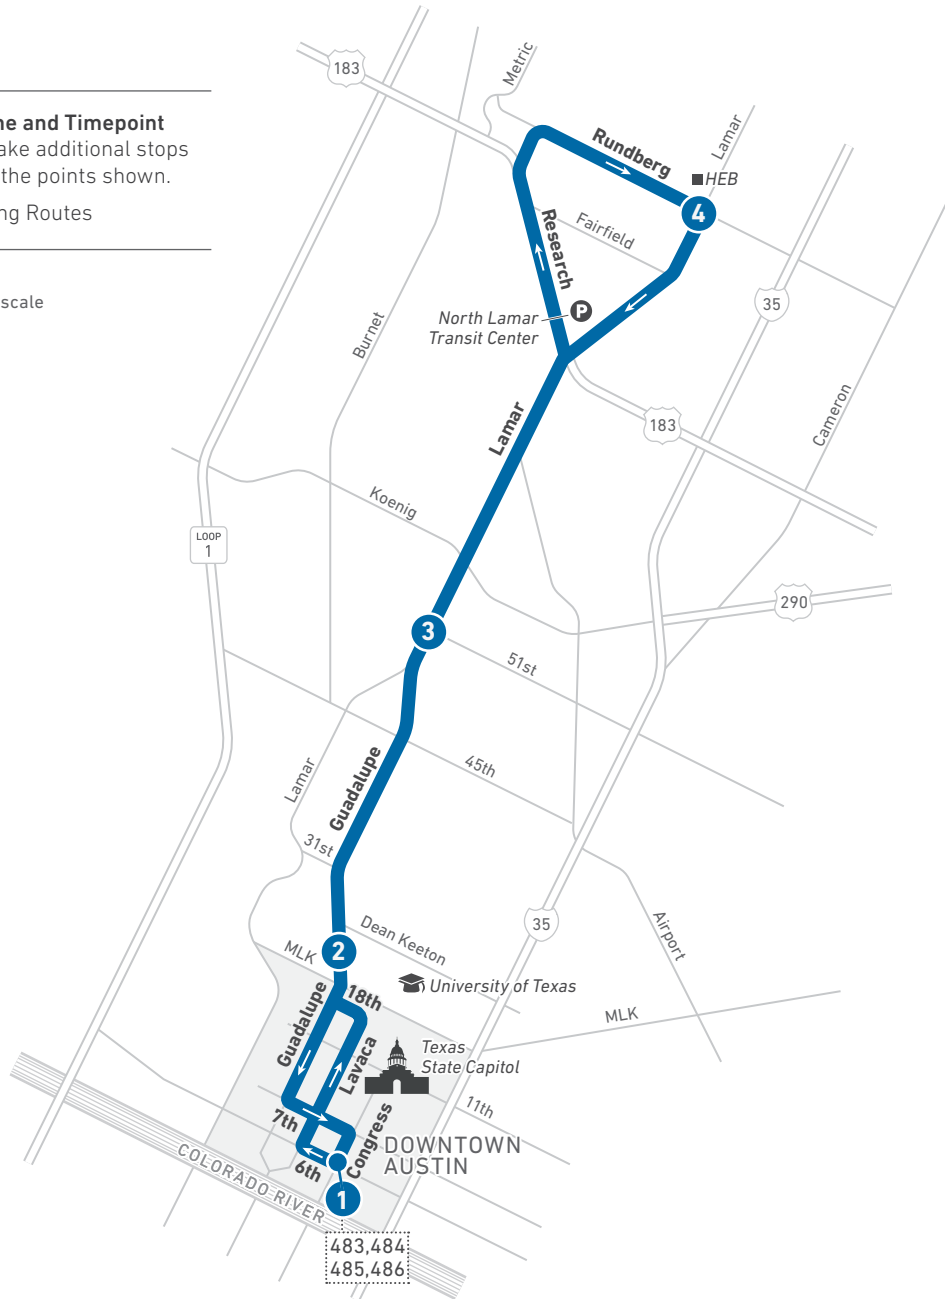 ne and Timepoint
ake additional stops
the points shown.
ng Routes
scale
183
Metric
Rundberg
Lamar
HEB
4
Fairfield
Research
P
North Lamar
Transit Center
35
Burnet
Lamar
183
Cameron
Koenig
LOOP
1
290
3
51st
45th
Lamar
Guadalupe
31st
35
Airport
Dean Keeton
MLK
2
University of Texas
18th
Guadalupe
MLK
Lavaca
Texas
State Capitol
11th
7th
Congress
DOWNTOWN
AUSTIN
6th
COLORADO RIVER
1
483,484
485,486